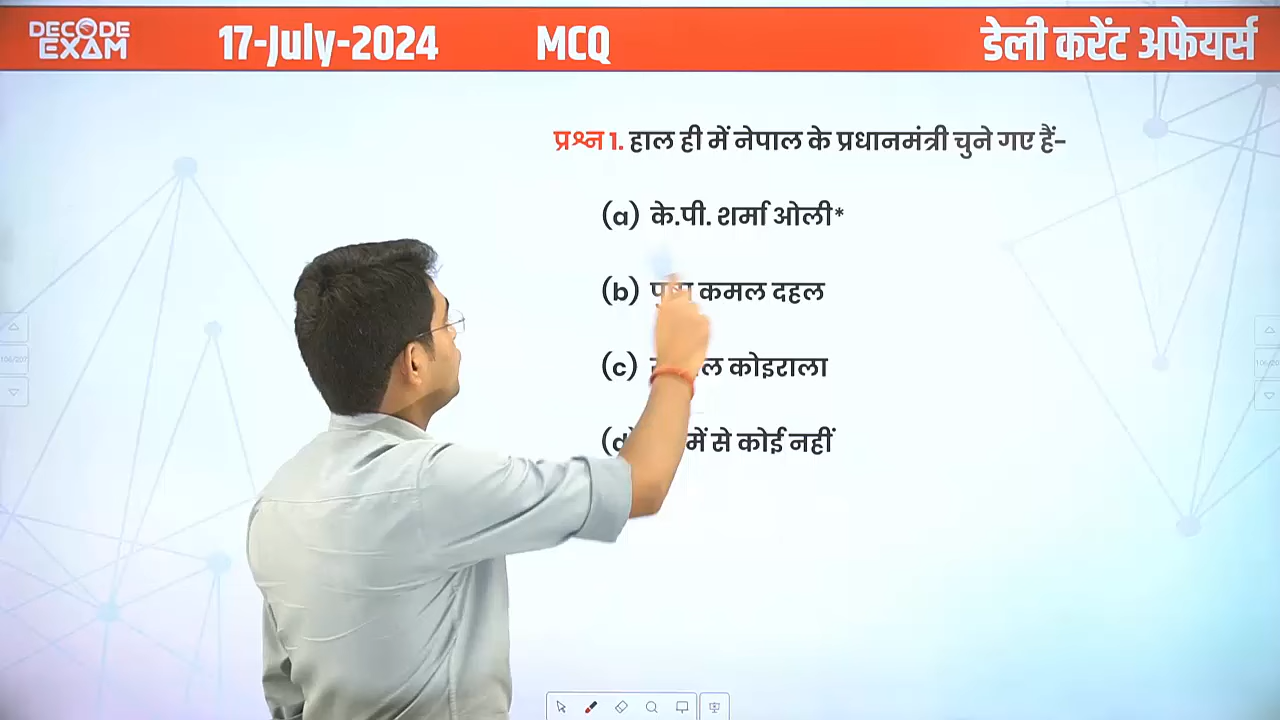 DECODE EXAM
17-July-2024
MCQ
डेली करेंट अफेयर्स
प्रश्न 1. हाल ही में नेपाल के प्रधानमंत्री चुने गए हैं-
(a) के.पी. शर्मा ओली*
(b) कमल दहल
(c) कोइराला
में से कोई नहीं